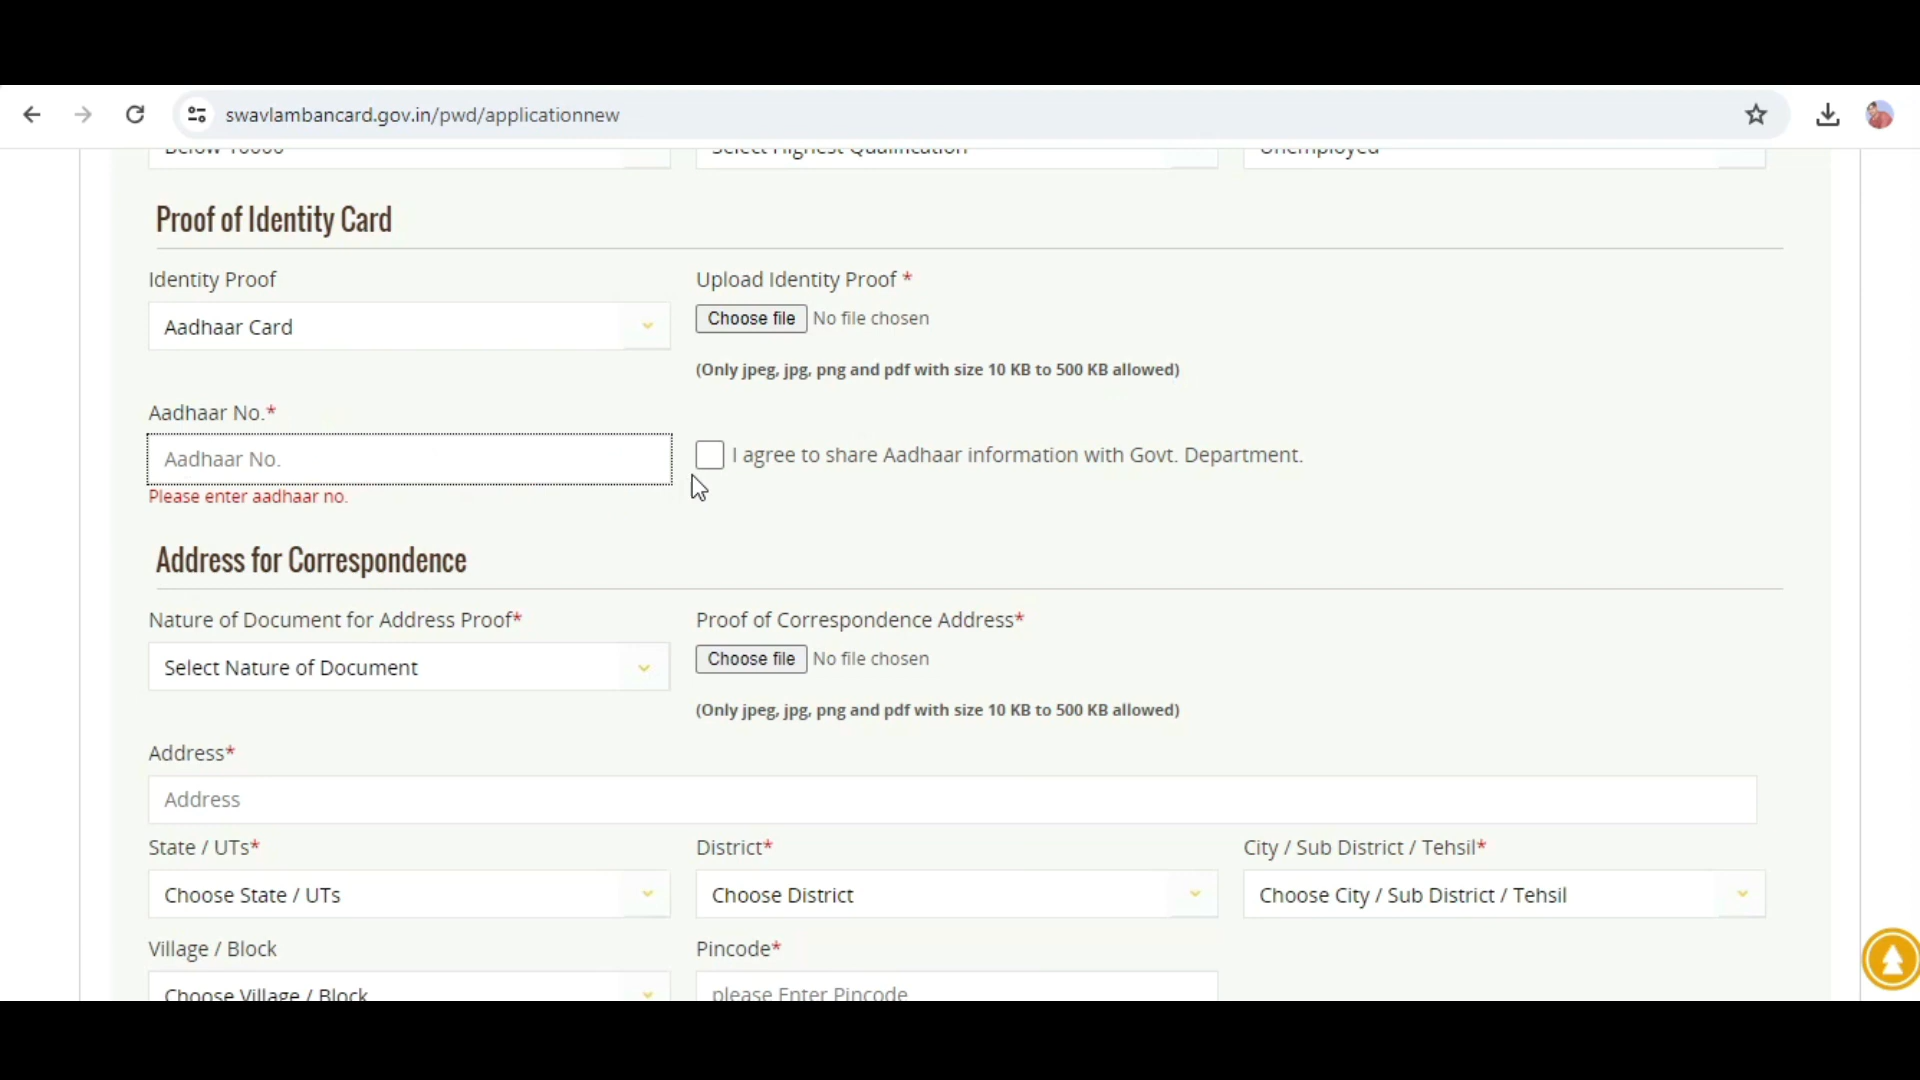 swavlambancard.gov.in/pwd/applicationnew
Below 10000 Select Highest Qualification Unemployed
Proof of Identity Card
Identity Proof Upload Identity Proof *
Aadhaar Card Choose file No file chosen
(Only jpeg, jpg, png and pdf with size 10 KB to 500 KB allowed)
Aadhaar No.*
Aadhaar No. I agree to share Aadhaar information with Govt. Department.
Please enter aadhaar no.
Address for Correspondence
Nature of Document for Address Proof* Proof of Correspondence Address*
Select Nature of Document Choose file No file chosen
(Only jpeg, jpg, png and pdf with size 10 KB to 500 KB allowed)
Address*
Address
State / UTs* District* City / Sub District / Tehsil*
Choose State / UTs Choose District Choose City / Sub District / Tehsil
Village / Block Pincode*
Choose Village / Block please Enter Pincode